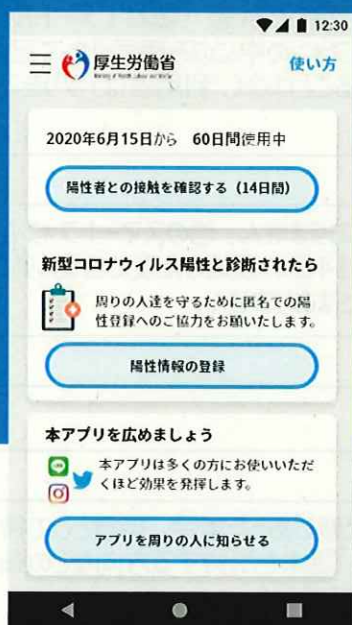 12:30
厚生労働省
使い方
2020年6月15日から 60日間使用中
陽性者との接触を確認する（14日間）
新型コロナウィルス陽性と診断されたら
周りの人達を守るために匿名での陽
性登録へのご協力をお願いいたします。
陽性情報の登録
本アプリを広めましょう
本アプリは多くの方にお使いいただ
くほど効果を発揮します。
アプリを周りの人に知らせる